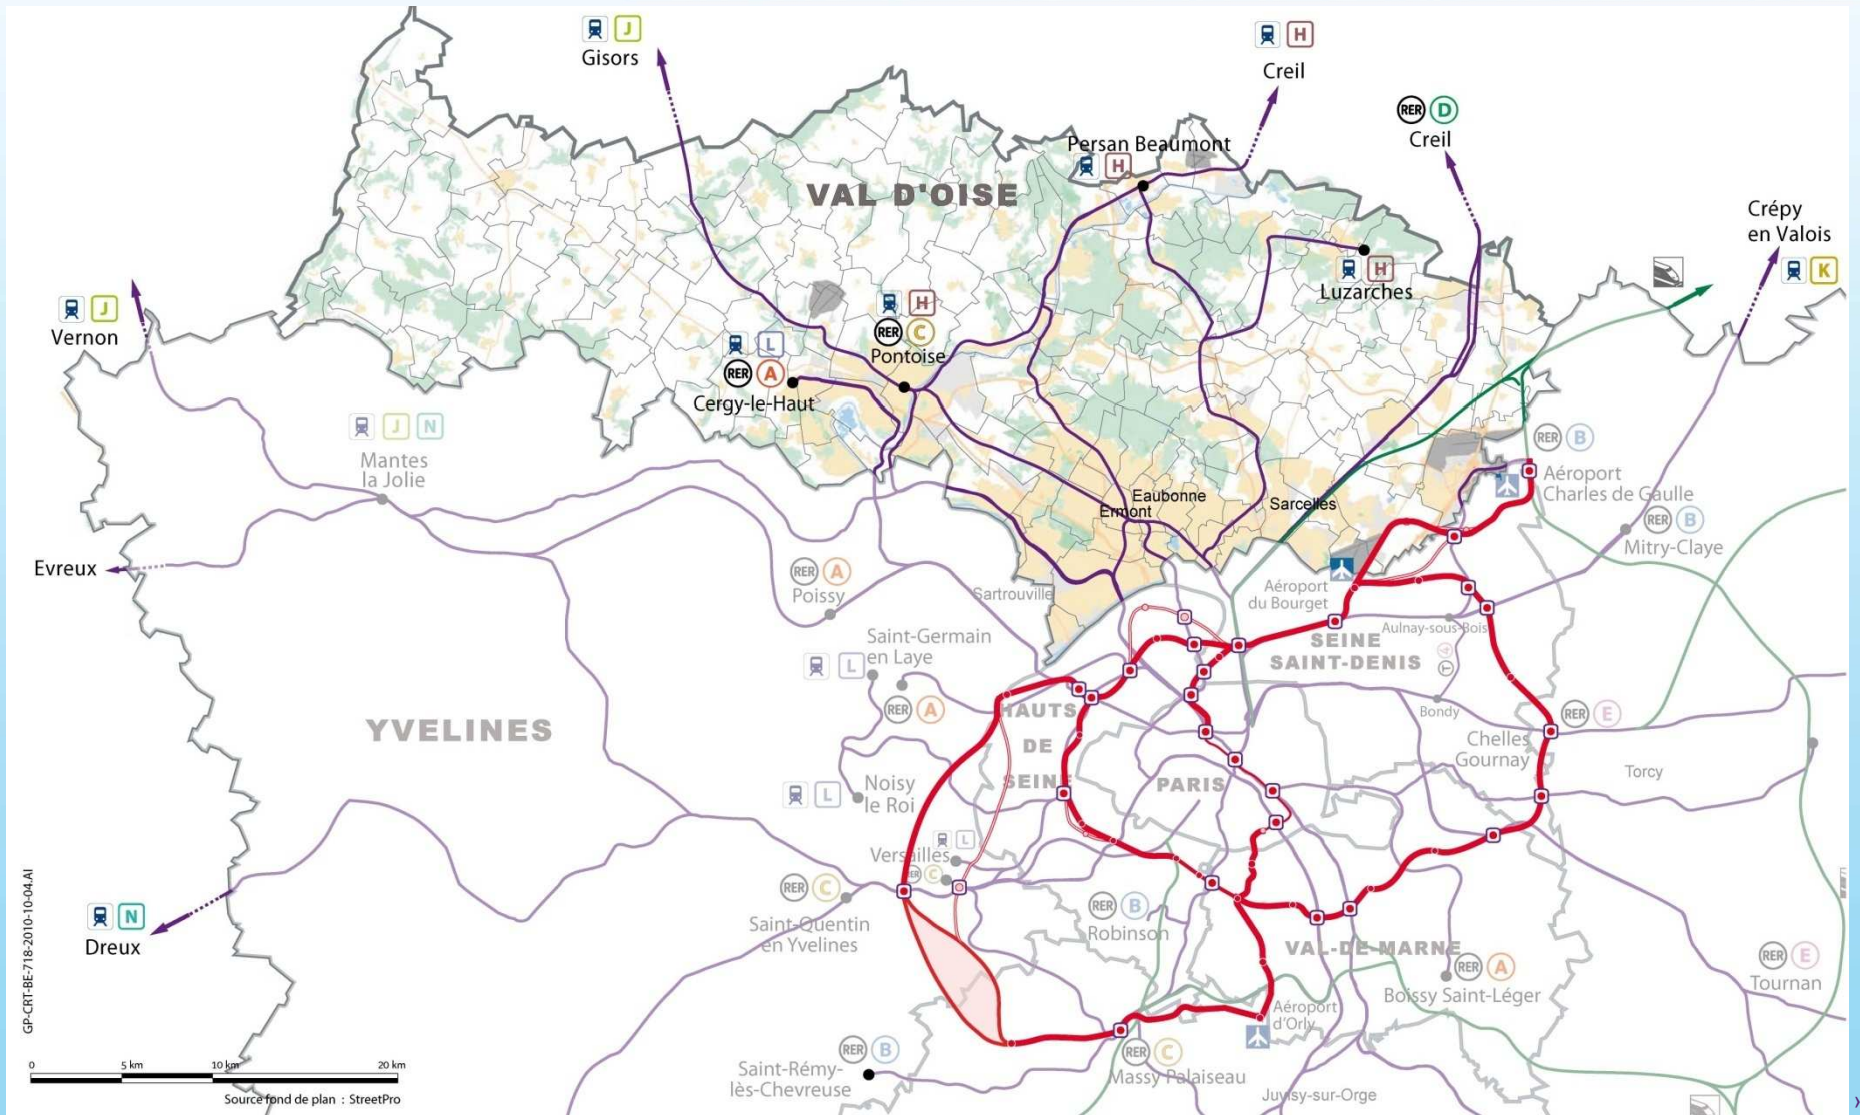 J
Gisors
H
Creil
RER D
Creil
Persan Beaumont
H
VAL D'OISE
Crépy
en Valois
K
H
Luzarches
J
Vernon
H
RER C
Pontoise
L
RER A
Cergy-le-Haut
J N
Mantes
la Jolie
RER B
Aéroport
Charles de Gaulle
RER B
Mitry-Claye
Eaubonne
Ermont
Sarcelles
Evreux
RER A
Poissy
Sartrouville
Aéroport
du Bourget
Aulnay-sous-Bois
SEINE
SAINT-DENIS
T 4
Saint-Germain
en Laye
L
RER A
HAUTS
DE
SEINE
YVELINES
Bondy
RER E
Chelles
Gournay
Torcy
PARIS
L
Noisy
le Roi
L
Versailles
RER C
RER C
Saint-Quentin
en Yvelines
RER B
Robinson
VAL-DE-MARNE
RER A
Boissy Saint-Léger
RER E
Tournan
N
Dreux
Aéroport
d'Orly
RER B
Saint-Rémy-
lès-Chevreuse
RER C
Massy Palaiseau
Juvisy-sur-Orge
GP-CRT-BE-718-2010-10-04.AI
0 5 km 10 km 20 km
Source fond de plan : StreetPro